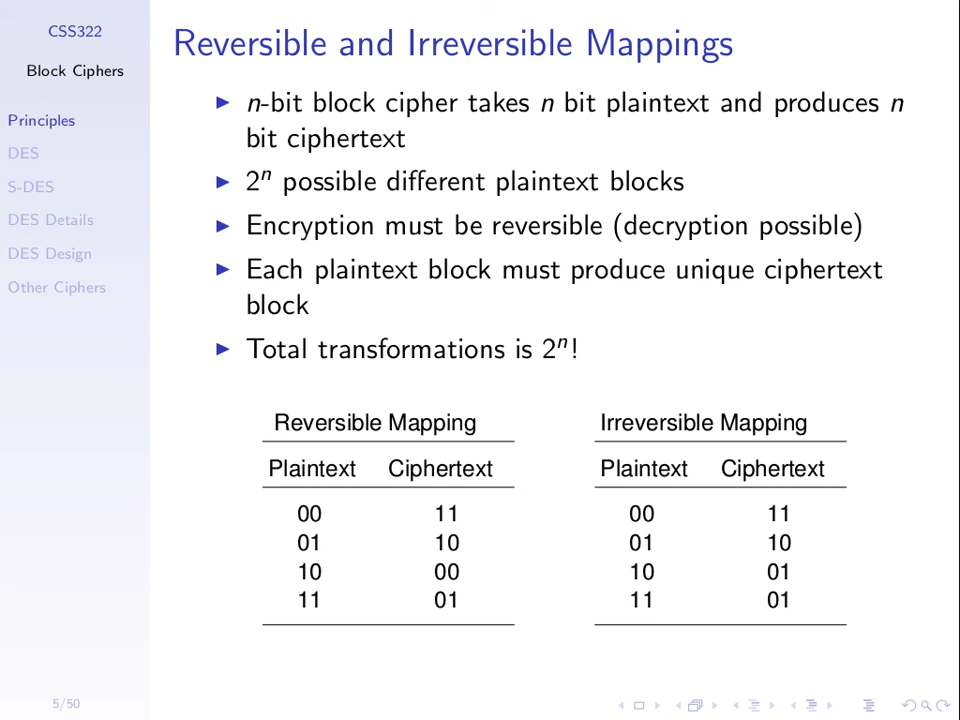 CSS322
Block Ciphers
Principles
DES
S-DES
DES Details
DES Design
Other Ciphers
5/50
Reversible and Irreversible Mappings
n-bit block cipher takes n bit plaintext and produces n
bit ciphertext
2ⁿ possible different plaintext blocks
Encryption must be reversible (decryption possible)
Each plaintext block must produce unique ciphertext
block
Total transformations is 2ⁿ!
Reversible Mapping
Plaintext Ciphertext
00 11
01 10
10 00
11 01
Irreversible Mapping
Plaintext Ciphertext
00 11
01 10
10 01
11 01